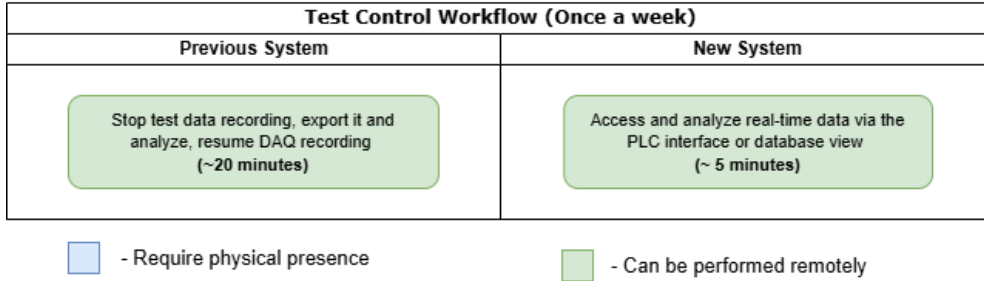 Test Control Workflow (Once a week)
Previous System
New System
Stop test data recording, export it and
analyze, resume DAQ recording
(~20 minutes)
Access and analyze real-time data via the
PLC interface or database view
(~ 5 minutes)
- Require physical presence
- Can be performed remotely